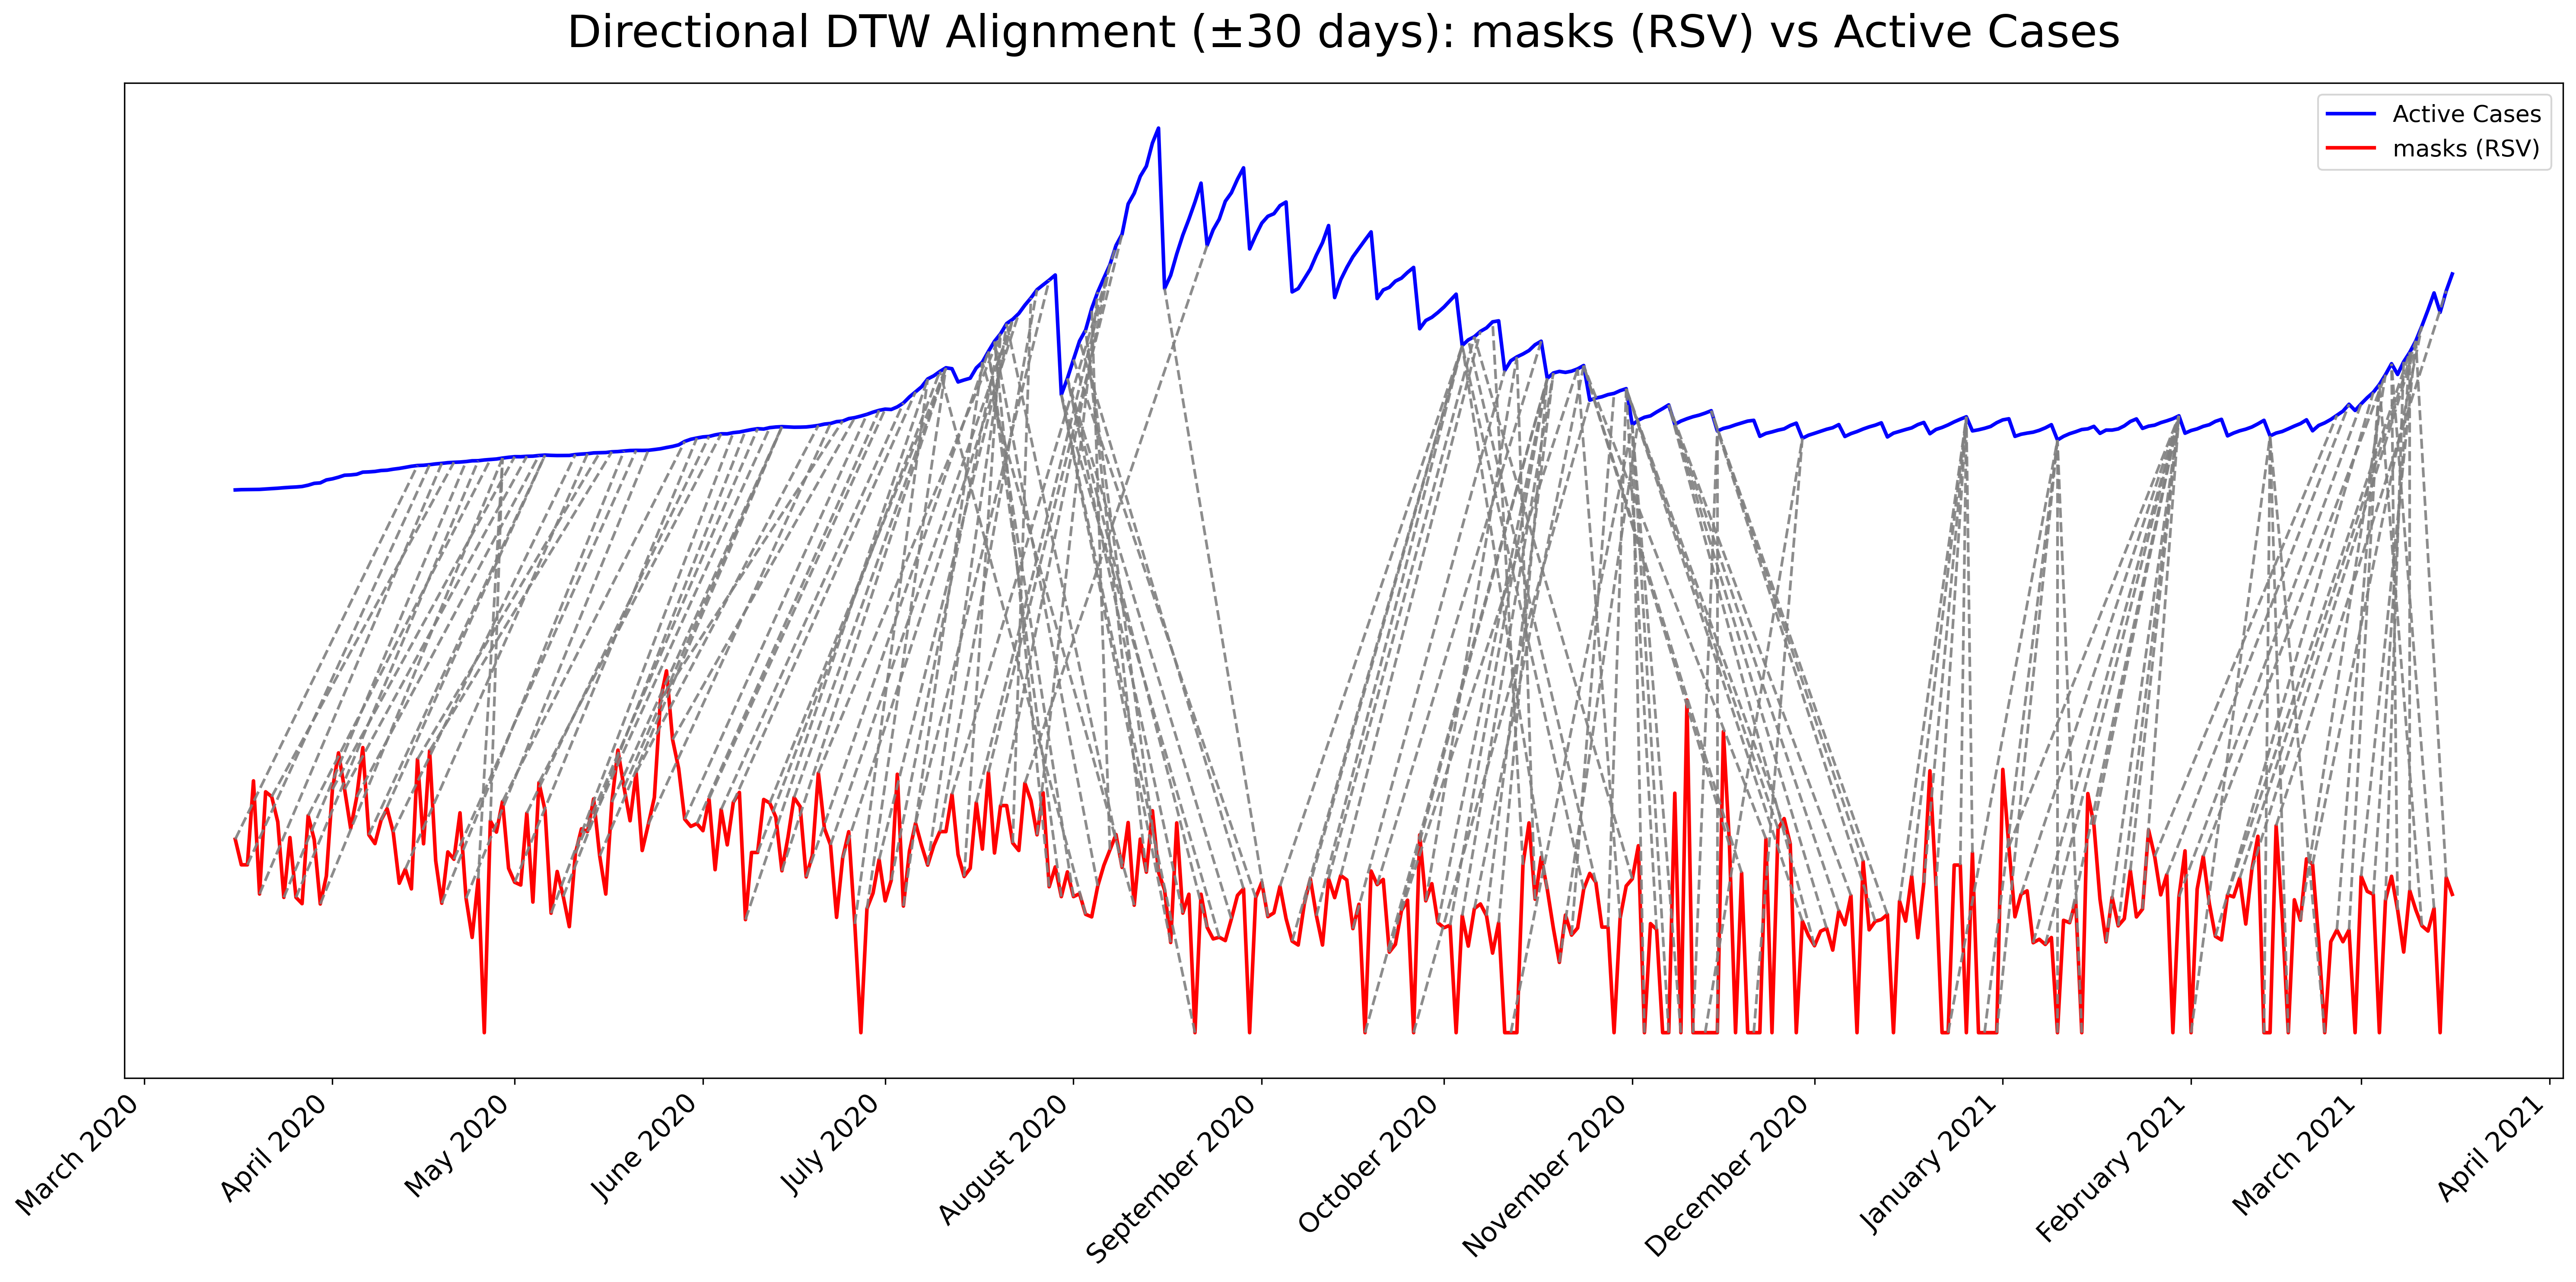 Directional DTW Alignment (±30 days): masks (RSV) vs Active Cases
Active Cases
masks (RSV)
March 2020
April 2020
May 2020
June 2020
July 2020
August 2020
September 2020
October 2020
November 2020
December 2020
January 2021
February 2021
March 2021
April 2021